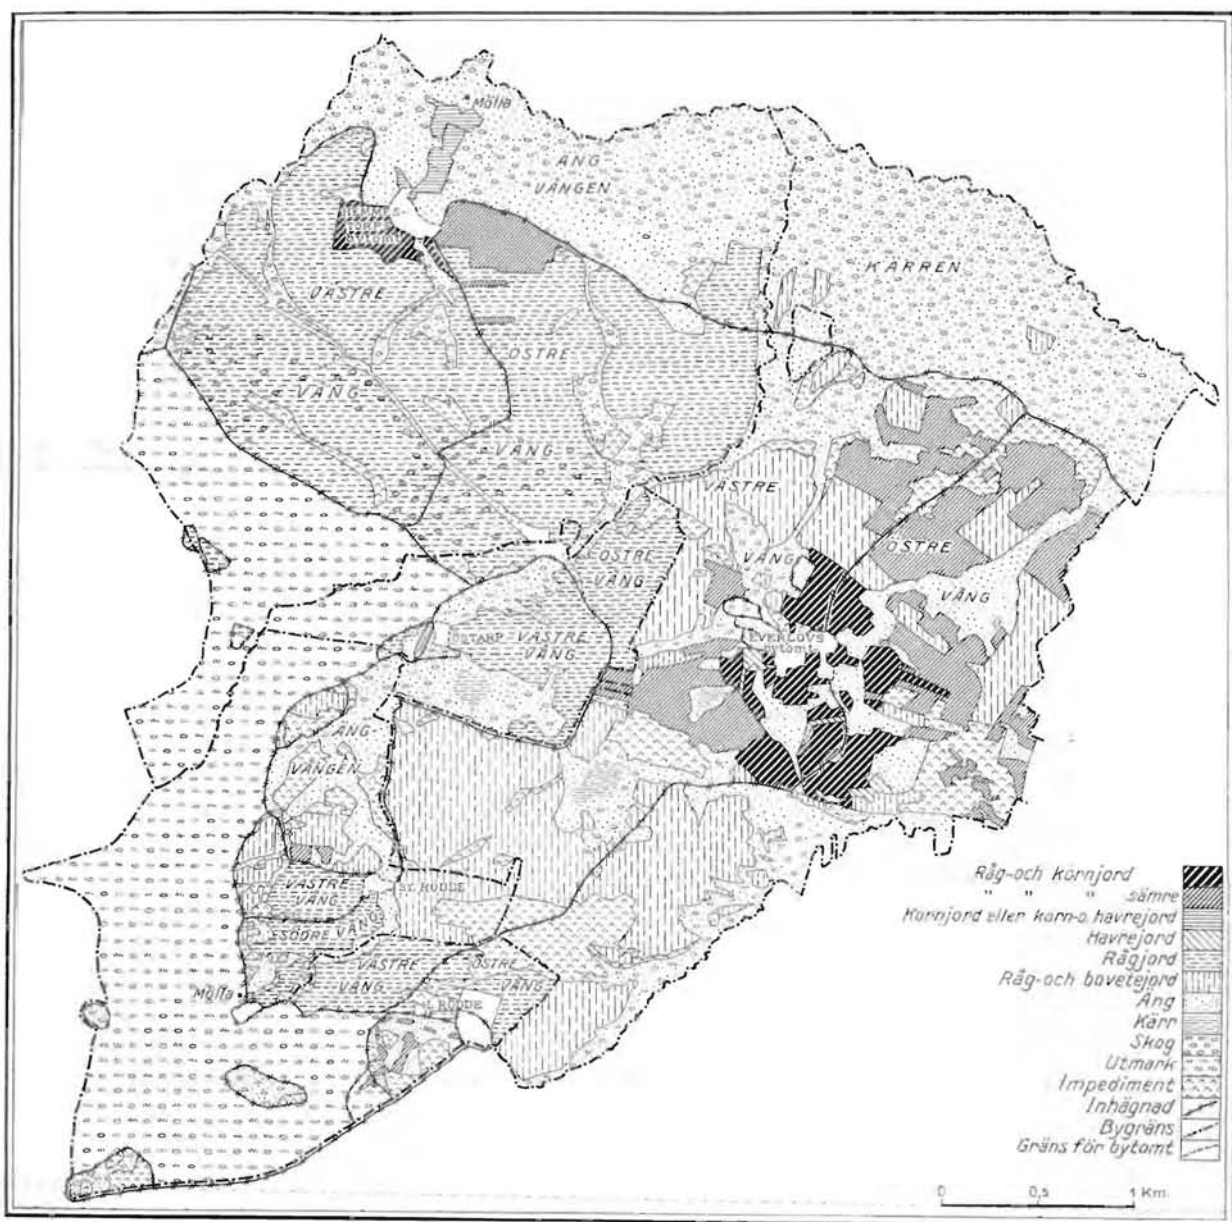 Mölla
ÄNG
VÅNGEN
KÄRREN
VÄSTRE
VÅNG
ÖSTRE
VÅNG
VÄSTRE
VÅNG
ÖSTRE
VÅNG
ÖSTRE
VÅNG
ÖSTARP
VÄSTRE
VÅNG
EVERLÖVS
bytomt
ÄNG
VÅNGEN
VÄSTRE
VÅNG
ST. RÖDDE
SÖDRE VÅNG
VÄSTRE
VÅNG
ÖSTRE
VÅNG
Mölla
L. RÖDDE
Råg-och kornjord
" " " sämre
Kornjord eller korn-o. havrejord
Havrejord
Rågjord
Råg-och bovetejord
Äng
Kärr
Skog
Utmark
Impediment
Inhägnad
Bygräns
Gräns för bytomt
0 0,5 1 Km.